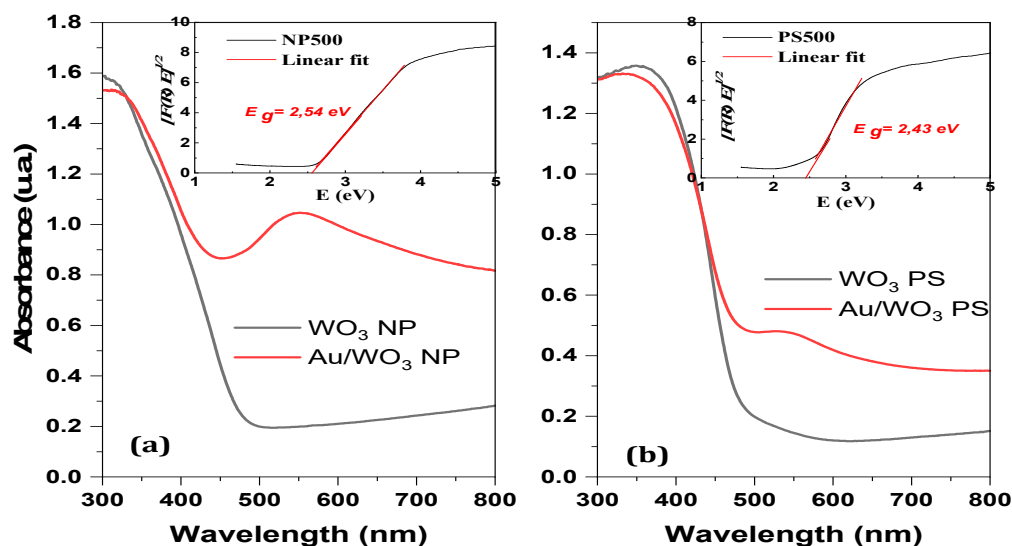 Absorbance (u.a.)
1.8
1.6
1.4
1.2
1.0
0.8
0.6
0.4
0.2
0.0
300 400 500 600 700 800
Wavelength (nm)
(a)
WO3 NP
Au/WO3 NP
[F(R) E]^1/2
10
8
6
4
2
0
1 2 3 4 5
E (eV)
NP500
Linear fit
E g= 2,54 eV
1.4
1.2
1.0
0.8
0.6
0.4
0.2
0.0
300 400 500 600 700 800
Wavelength (nm)
(b)
WO3 PS
Au/WO3 PS
[F(R) E]^1/2
8
6
4
2
0
1 2 3 4 5
E (eV)
PS500
Linear fit
E g= 2,43 eV